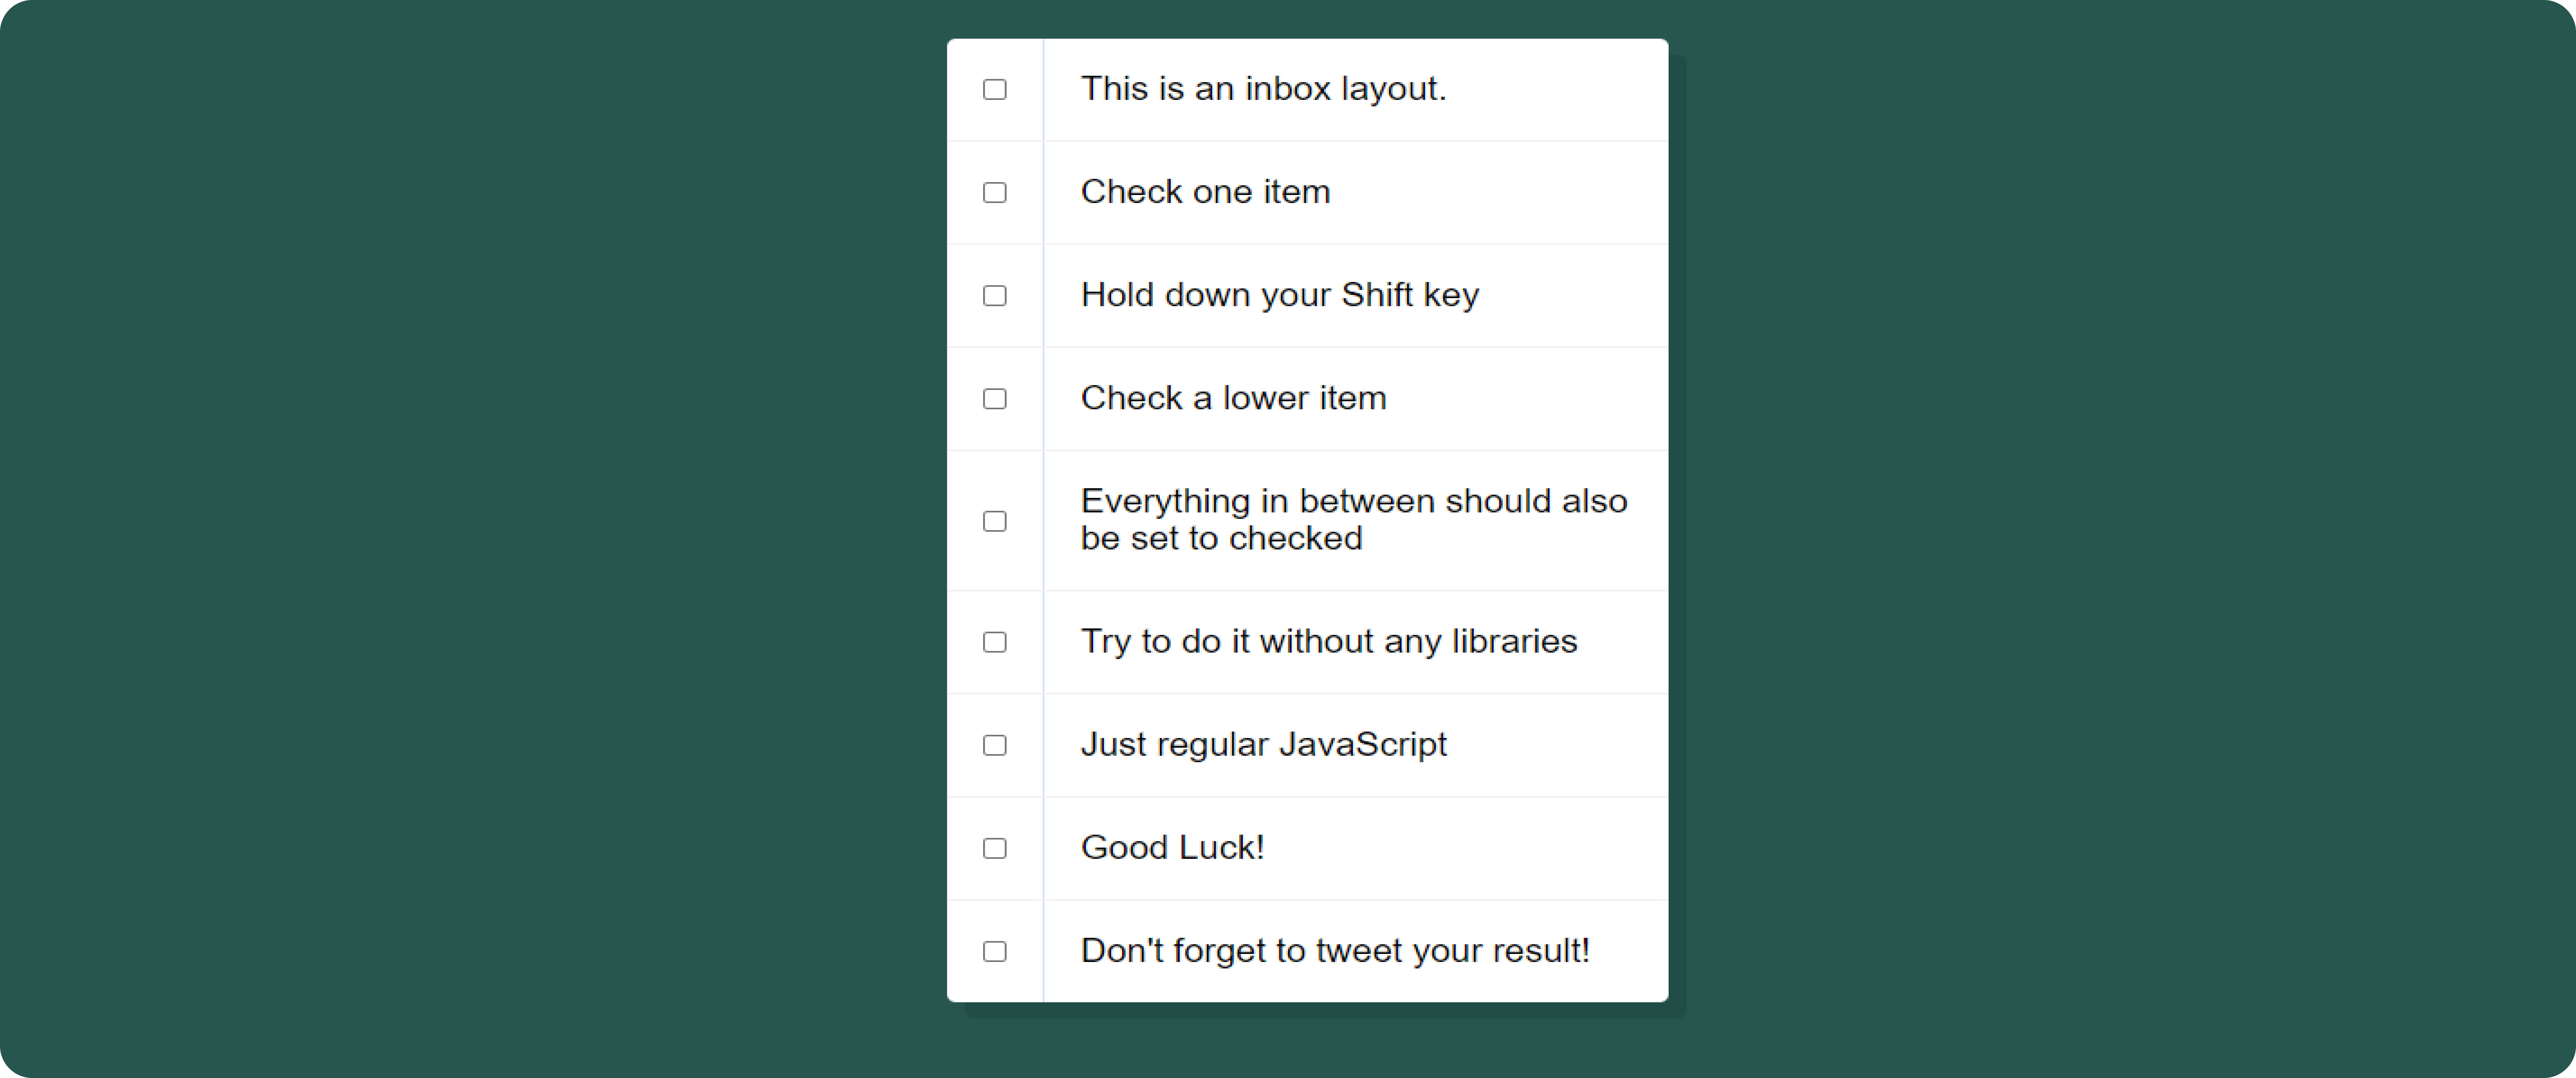 This is an inbox layout.
Check one item
Hold down your Shift key
Check a lower item
Everything in between should also
be set to checked
Try to do it without any libraries
Just regular JavaScript
Good Luck!
Don't forget to tweet your result!